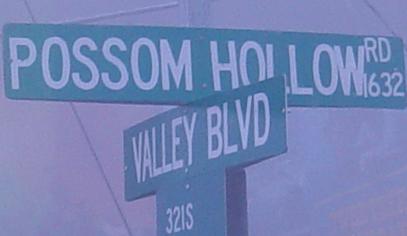 POSSOM HOLLOW RD 1632
VALLEY BLVD
321S